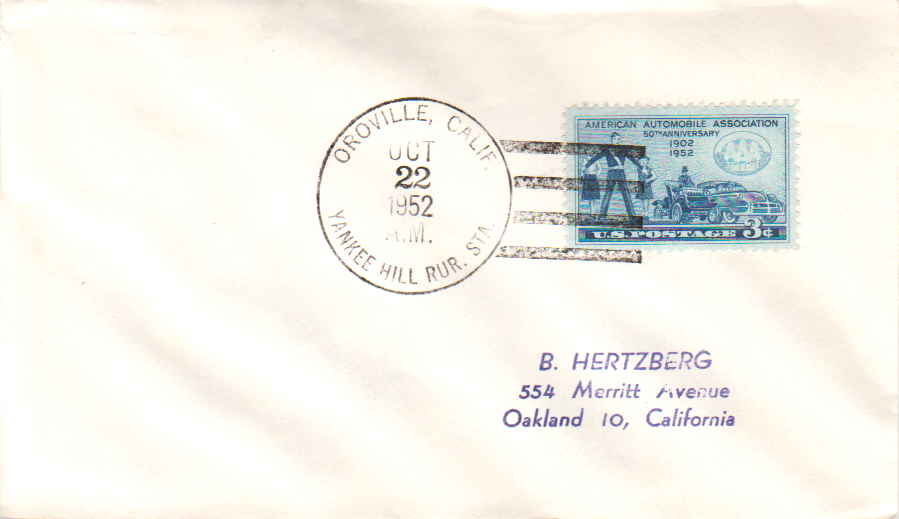 OROVILLE, CALIF.
OCT
22
1952
A.M.
YANKEE HILL RUR. STA.
AMERICAN AUTOMOBILE ASSOCIATION
50TH ANNIVERSARY
1902
1952
U.S. POSTAGE 3¢
B. HERTZBERG
554 Merritt Avenue
Oakland 10, California